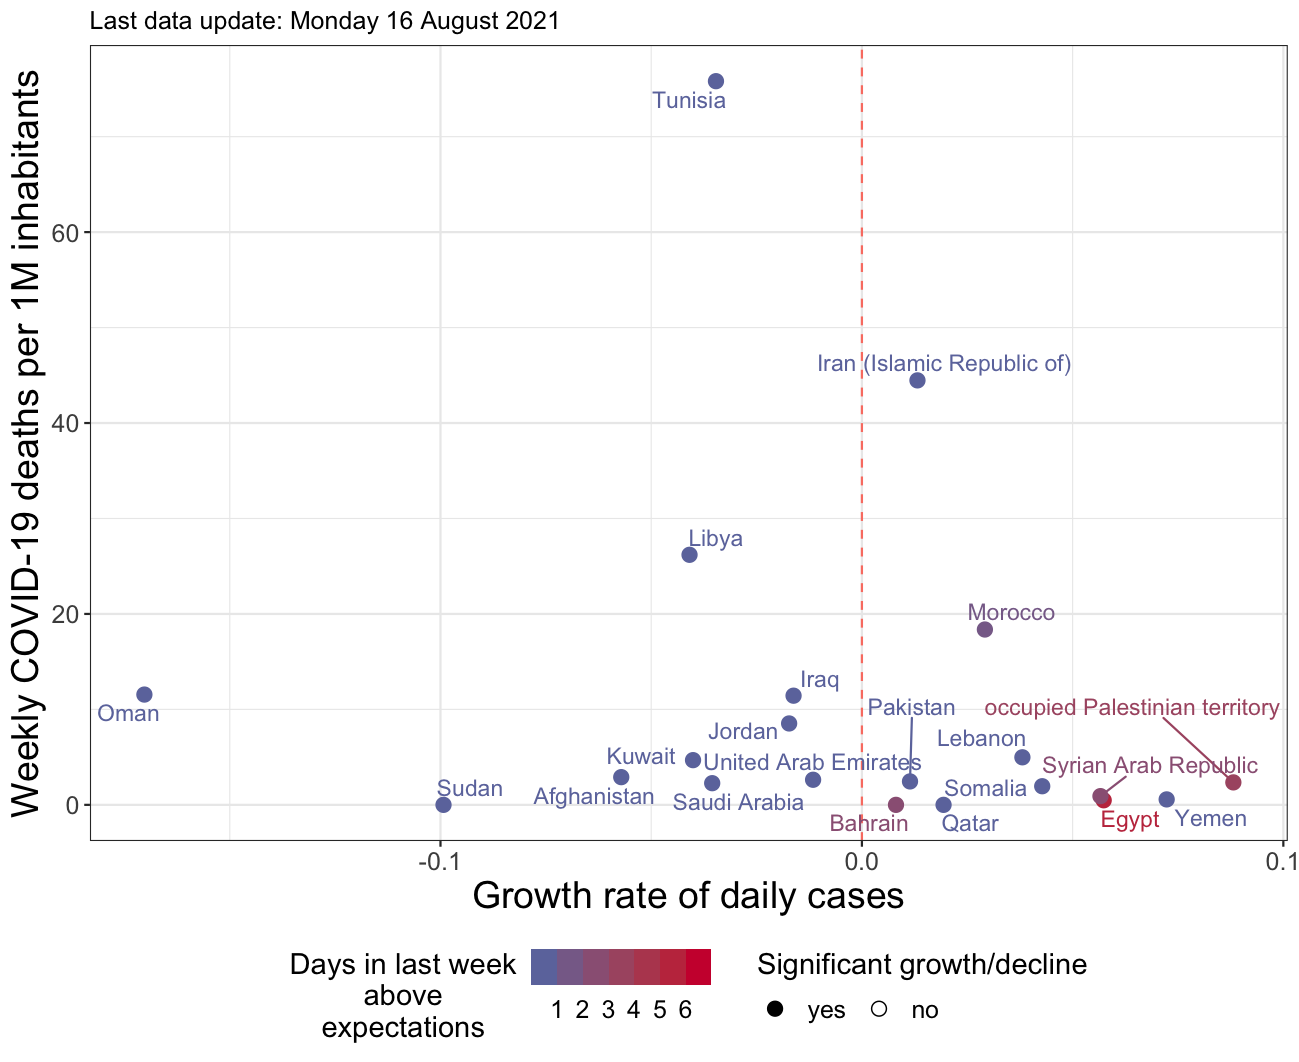 Last data update: Monday 16 August 2021
Weekly COVID-19 deaths per 1M inhabitants
60
40
20
0
Tunisia
Iran (Islamic Republic of)
Libya
Morocco
Iraq
Oman
Pakistan
occupied Palestinian territory
Jordan
Lebanon
Kuwait
United Arab Emirates
Syrian Arab Republic
Sudan
Afghanistan
Saudi Arabia
Somalia
Bahrain
Qatar
Egypt
Yemen
-0.1
0.0
0.1
Growth rate of daily cases
Days in last week
above
expectations
1 2 3 4 5 6
Significant growth/decline
yes
no